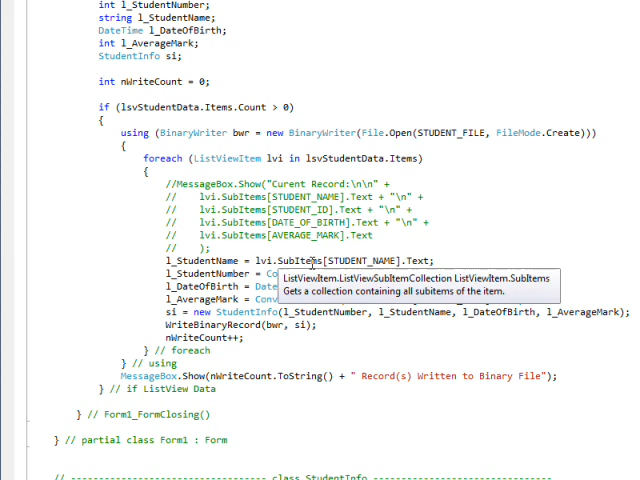 int l_StudentNumber;
string l_StudentName;
DateTime l_DateOfBirth;
int l_AverageMark;
StudentInfo si;
int nWriteCount = 0;
if (lsvStudentData.Items.Count > 0)
{
using (BinaryWriter bwr = new BinaryWriter(File.Open(STUDENT_FILE, FileMode.Create)))
{
foreach (ListViewItem lvi in lsvStudentData.Items)
{
//MessageBox.Show("Curent Record:\n\n" +
// lvi.SubItems[STUDENT_NAME].Text + "\n" +
// lvi.SubItems[STUDENT_ID].Text + "\n" +
// lvi.SubItems[DATE_OF_BIRTH].Text + "\n" +
// lvi.SubItems[AVERAGE_MARK].Text
// );
l_StudentName = lvi.SubItems[STUDENT_NAME].Text;
l_StudentNumber = Co
ListViewItem.ListViewSubItemCollection ListViewItem.SubItems
l_DateOfBirth = Date
Gets a collection containing all subitems of the item.
l_AverageMark = Conv
si = new StudentInfo(l_StudentNumber, l_StudentName, l_DateOfBirth, l_AverageMark);
WriteBinaryRecord(bwr, si);
nWriteCount++;
} // foreach
} // using
MessageBox.Show(nWriteCount.ToString() + " Record(s) Written to Binary File");
} // if ListView Data
} // Form1_FormClosing()
} // partial class Form1 : Form
// ----------------------------------- class StudentInfo --------------------------------